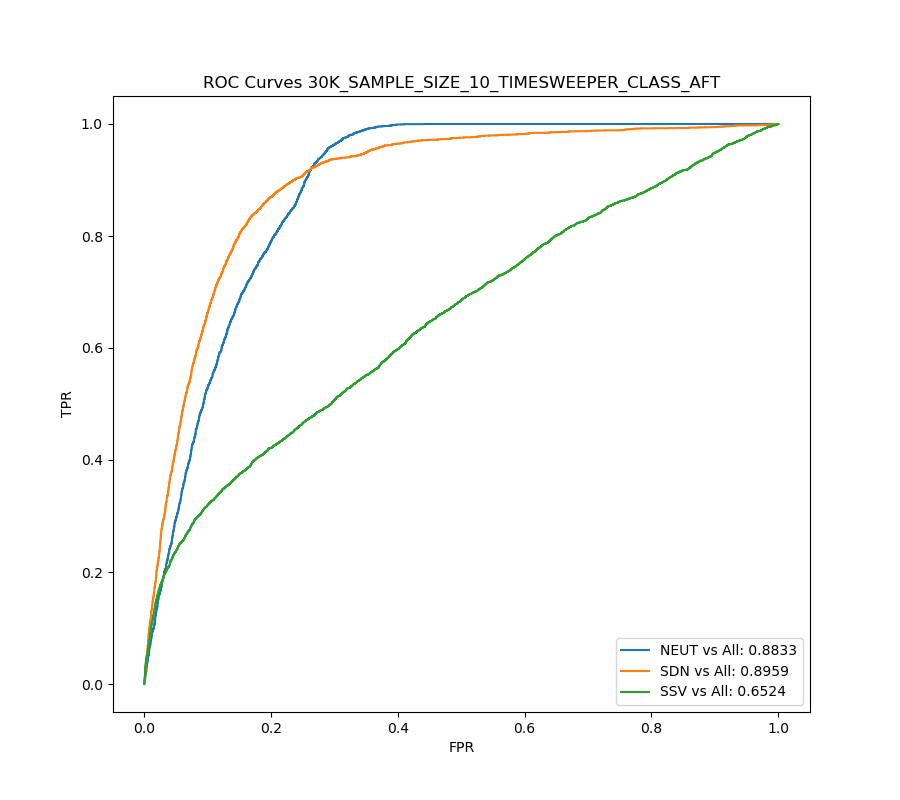 ROC Curves 30K_SAMPLE_SIZE_10_TIMESWEEPER_CLASS_AFT
1.0
0.8
0.6
0.4
0.2
0.0
TPR
NEUT vs All: 0.8833
SDN vs All: 0.8959
SSV vs All: 0.6524
0.0 0.2 0.4 0.6 0.8 1.0
FPR